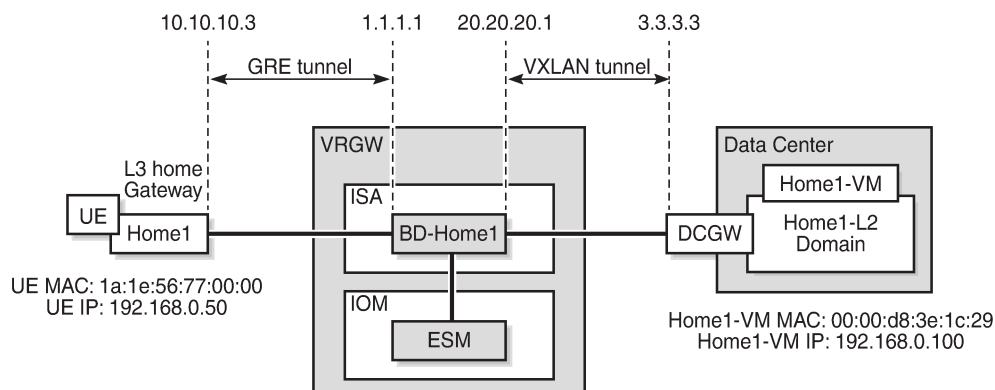 10.10.10.3 1.1.1.1 20.20.20.1 3.3.3.3
GRE tunnel VXLAN tunnel
VRGW
Data Center
L3 home
Gateway
ISA
Home1-VM
UE
Home1
BD-Home1
DCGW
Home1-L2
Domain
UE MAC: 1a:1e:56:77:00:00
UE IP: 192.168.0.50
IOM
ESM
Home1-VM MAC: 00:00:d8:3e:1c:29
Home1-VM IP: 192.168.0.100